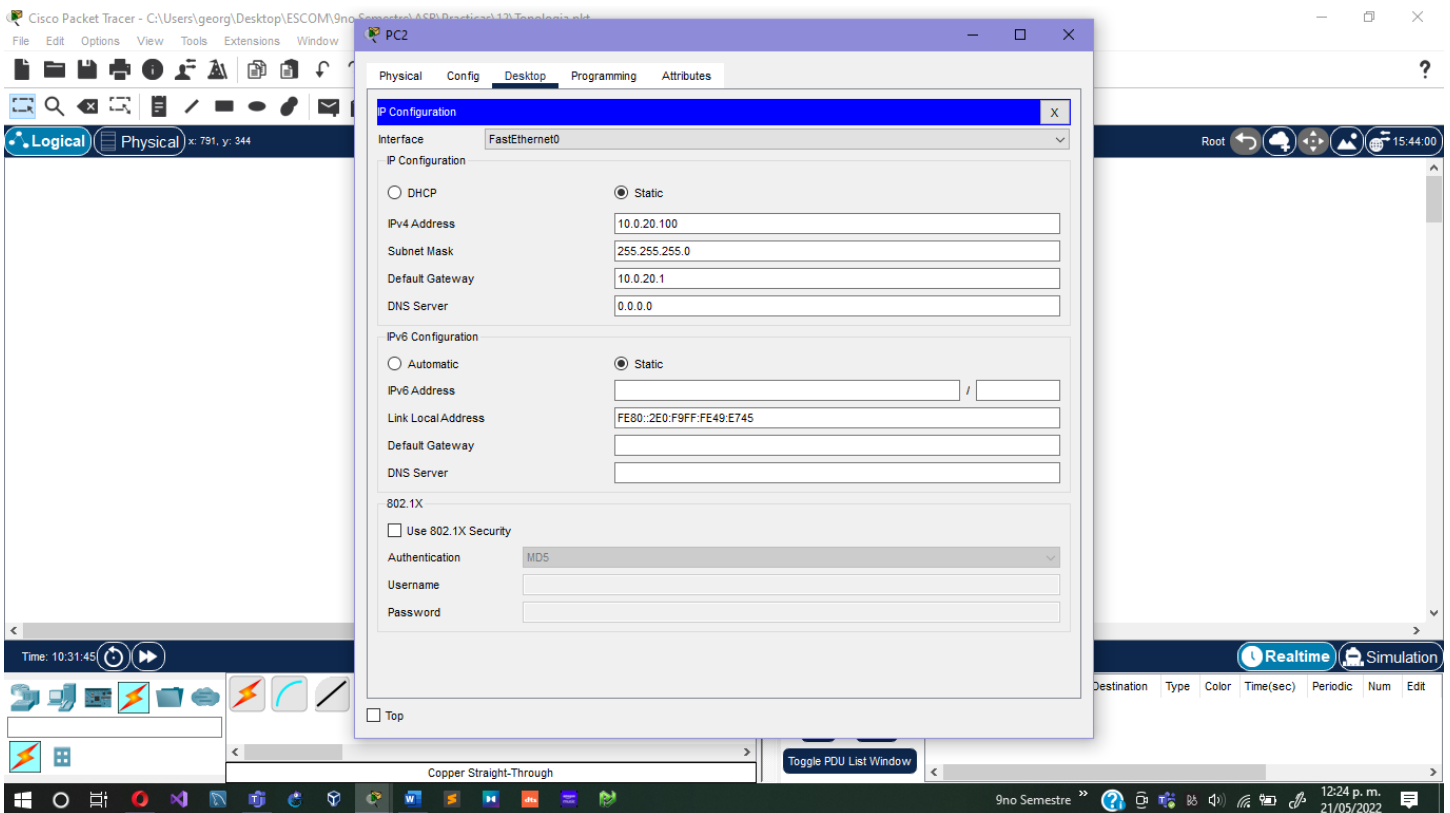 Cisco Packet Tracer - C:\Users\georg\Desktop\ESCOM\9no Semestre\ASR\Practicas\12\Topologia.pkt
File Edit Options View Tools Extensions Window
PC2
Physical Config Desktop Programming Attributes
IP Configuration X
Interface FastEthernet0
Logical Physical x: 791, y: 344
Root 15:44:00
IP Configuration
DHCP Static
IPv4 Address 10.0.20.100
Subnet Mask 255.255.255.0
Default Gateway 10.0.20.1
DNS Server 0.0.0.0
IPv6 Configuration
Automatic Static
IPv6 Address /
Link Local Address FE80::2E0:F9FF:FE49:E745
Default Gateway
DNS Server
802.1X
Use 802.1X Security
Authentication MD5
Username
Password
Time: 10:31:45
Realtime Simulation
Destination Type Color Time(sec) Periodic Num Edit
Top
Toggle PDU List Window
Copper Straight-Through
9no Semestre
12:24 p. m.
21/05/2022